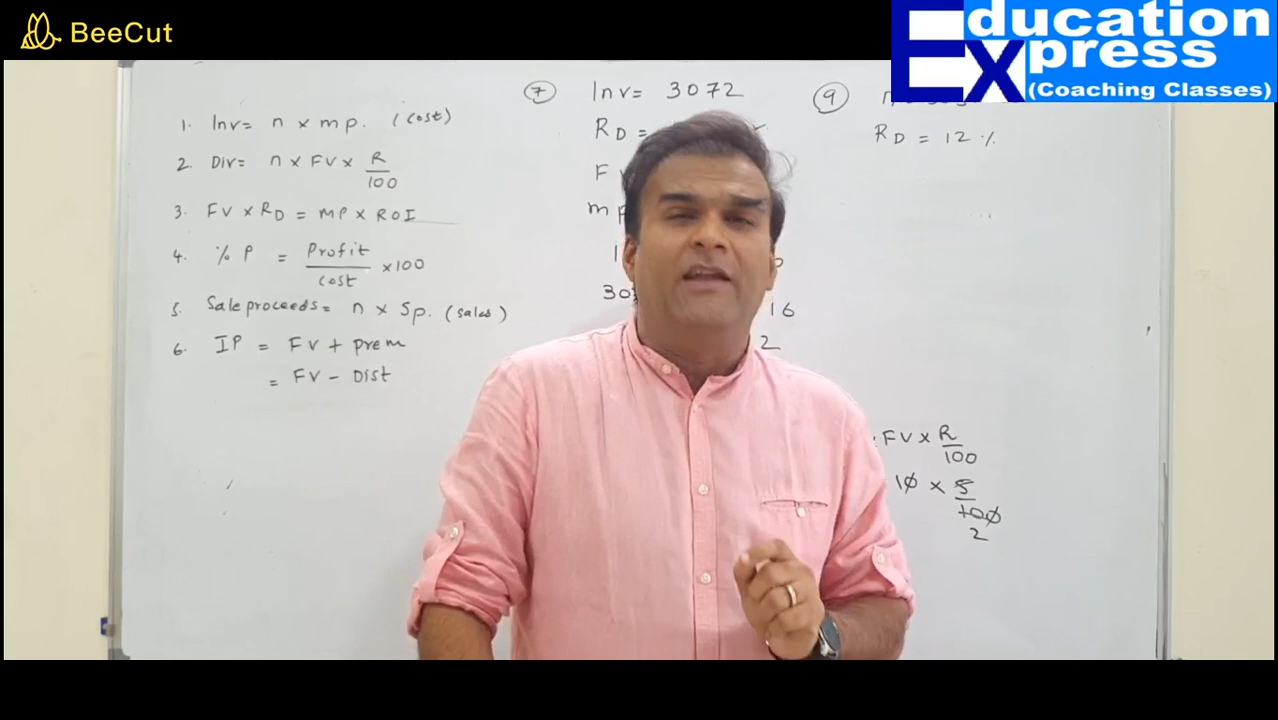 BeeCut
Education
Express
(Coaching Classes)
1. Inv= n x mp. (cost)
2. Div= n x FV x R/100
3. FV x RD = MP x ROI
4. % P = Profit/cost x100
5. Sale proceeds= n x Sp. (sales)
6. IP = FV + prem
= FV - Dist
7 Inv= 3072
RD =
F
mp
1
30
16
2
9
RD = 12 %
FV x R/100
10 x 5/100
2